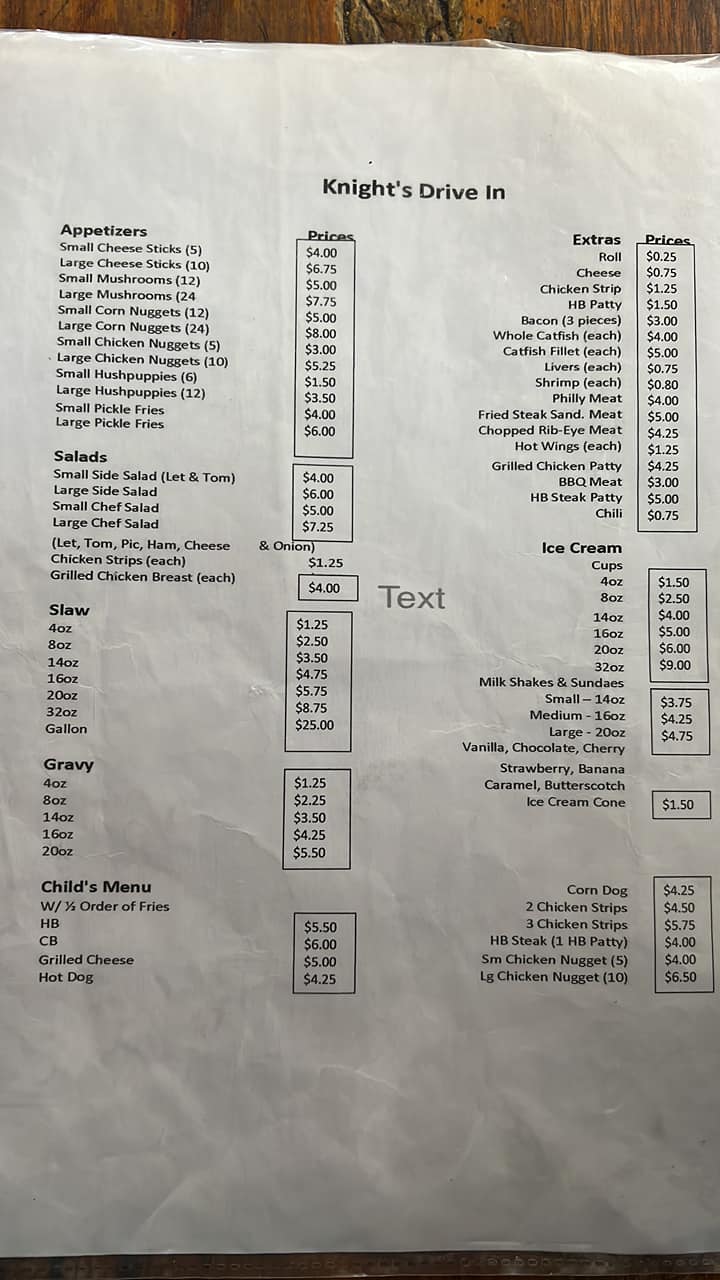 Knight's Drive In
Appetizers Prices
Small Cheese Sticks (5) $4.00
Large Cheese Sticks (10) $6.75
Small Mushrooms (12) $5.00
Large Mushrooms (24 $7.75
Small Corn Nuggets (12) $5.00
Large Corn Nuggets (24) $8.00
Small Chicken Nuggets (5) $3.00
Large Chicken Nuggets (10) $5.25
Small Hushpuppies (6) $1.50
Large Hushpuppies (12) $3.50
Small Pickle Fries $4.00
Large Pickle Fries $6.00
Salads
Small Side Salad (Let & Tom) $4.00
Large Side Salad $6.00
Small Chef Salad $5.00
Large Chef Salad $7.25
(Let, Tom, Pic, Ham, Cheese & Onion)
Chicken Strips (each) $1.25
Grilled Chicken Breast (each) $4.00
Slaw
4oz $1.25
8oz $2.50
14oz $3.50
16oz $4.75
20oz $5.75
32oz $8.75
Gallon $25.00
Gravy
4oz $1.25
8oz $2.25
14oz $3.50
16oz $4.25
20oz $5.50
Child's Menu
W/ ½ Order of Fries
HB $5.50
CB $6.00
Grilled Cheese $5.00
Hot Dog $4.25
Text
Extras Prices
Roll $0.25
Cheese $0.75
Chicken Strip $1.25
HB Patty $1.50
Bacon (3 pieces) $3.00
Whole Catfish (each) $4.00
Catfish Fillet (each) $5.00
Livers (each) $0.75
Shrimp (each) $0.80
Philly Meat $4.00
Fried Steak Sand. Meat $5.00
Chopped Rib-Eye Meat $4.25
Hot Wings (each) $1.25
Grilled Chicken Patty $4.25
BBQ Meat $3.00
HB Steak Patty $5.00
Chili $0.75
Ice Cream
Cups
4oz $1.50
8oz $2.50
14oz $4.00
16oz $5.00
20oz $6.00
32oz $9.00
Milk Shakes & Sundaes
Small – 14oz $3.75
Medium - 16oz $4.25
Large - 20oz $4.75
Vanilla, Chocolate, Cherry
Strawberry, Banana
Caramel, Butterscotch
Ice Cream Cone $1.50
Corn Dog $4.25
2 Chicken Strips $4.50
3 Chicken Strips $5.75
HB Steak (1 HB Patty) $4.00
Sm Chicken Nugget (5) $4.00
Lg Chicken Nugget (10) $6.50